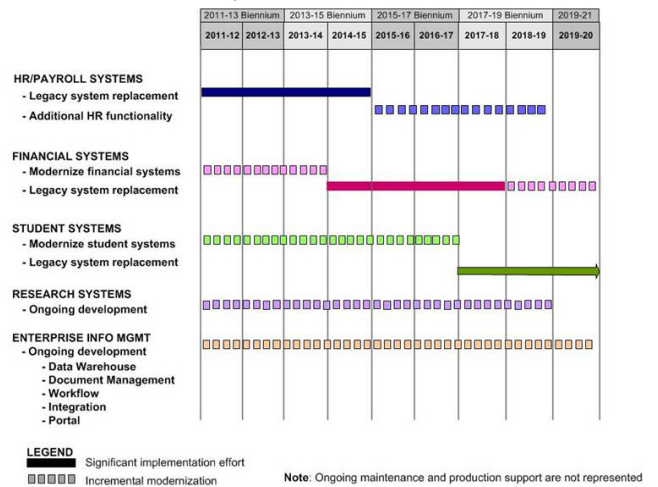 2011-13 Biennium 2013-15 Biennium 2015-17 Biennium 2017-19 Biennium 2019-21
2011-12 2012-13 2013-14 2014-15 2015-16 2016-17 2017-18 2018-19 2019-20
HR/PAYROLL SYSTEMS
- Legacy system replacement
- Additional HR functionality
FINANCIAL SYSTEMS
- Modernize financial systems
- Legacy system replacement
STUDENT SYSTEMS
- Modernize student systems
- Legacy system replacement
RESEARCH SYSTEMS
- Ongoing development
ENTERPRISE INFO MGMT
- Ongoing development
- Data Warehouse
- Document Management
- Workflow
- Integration
- Portal
LEGEND
Significant implementation effort
Incremental modernization
Note: Ongoing maintenance and production support are not represented